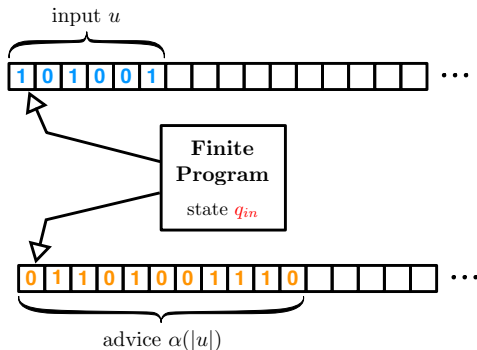 input u
1 0 1 0 0 1 ...
Finite
Program
state q_in
0 1 1 0 1 0 0 1 1 1 0 ...
advice α(|u|)